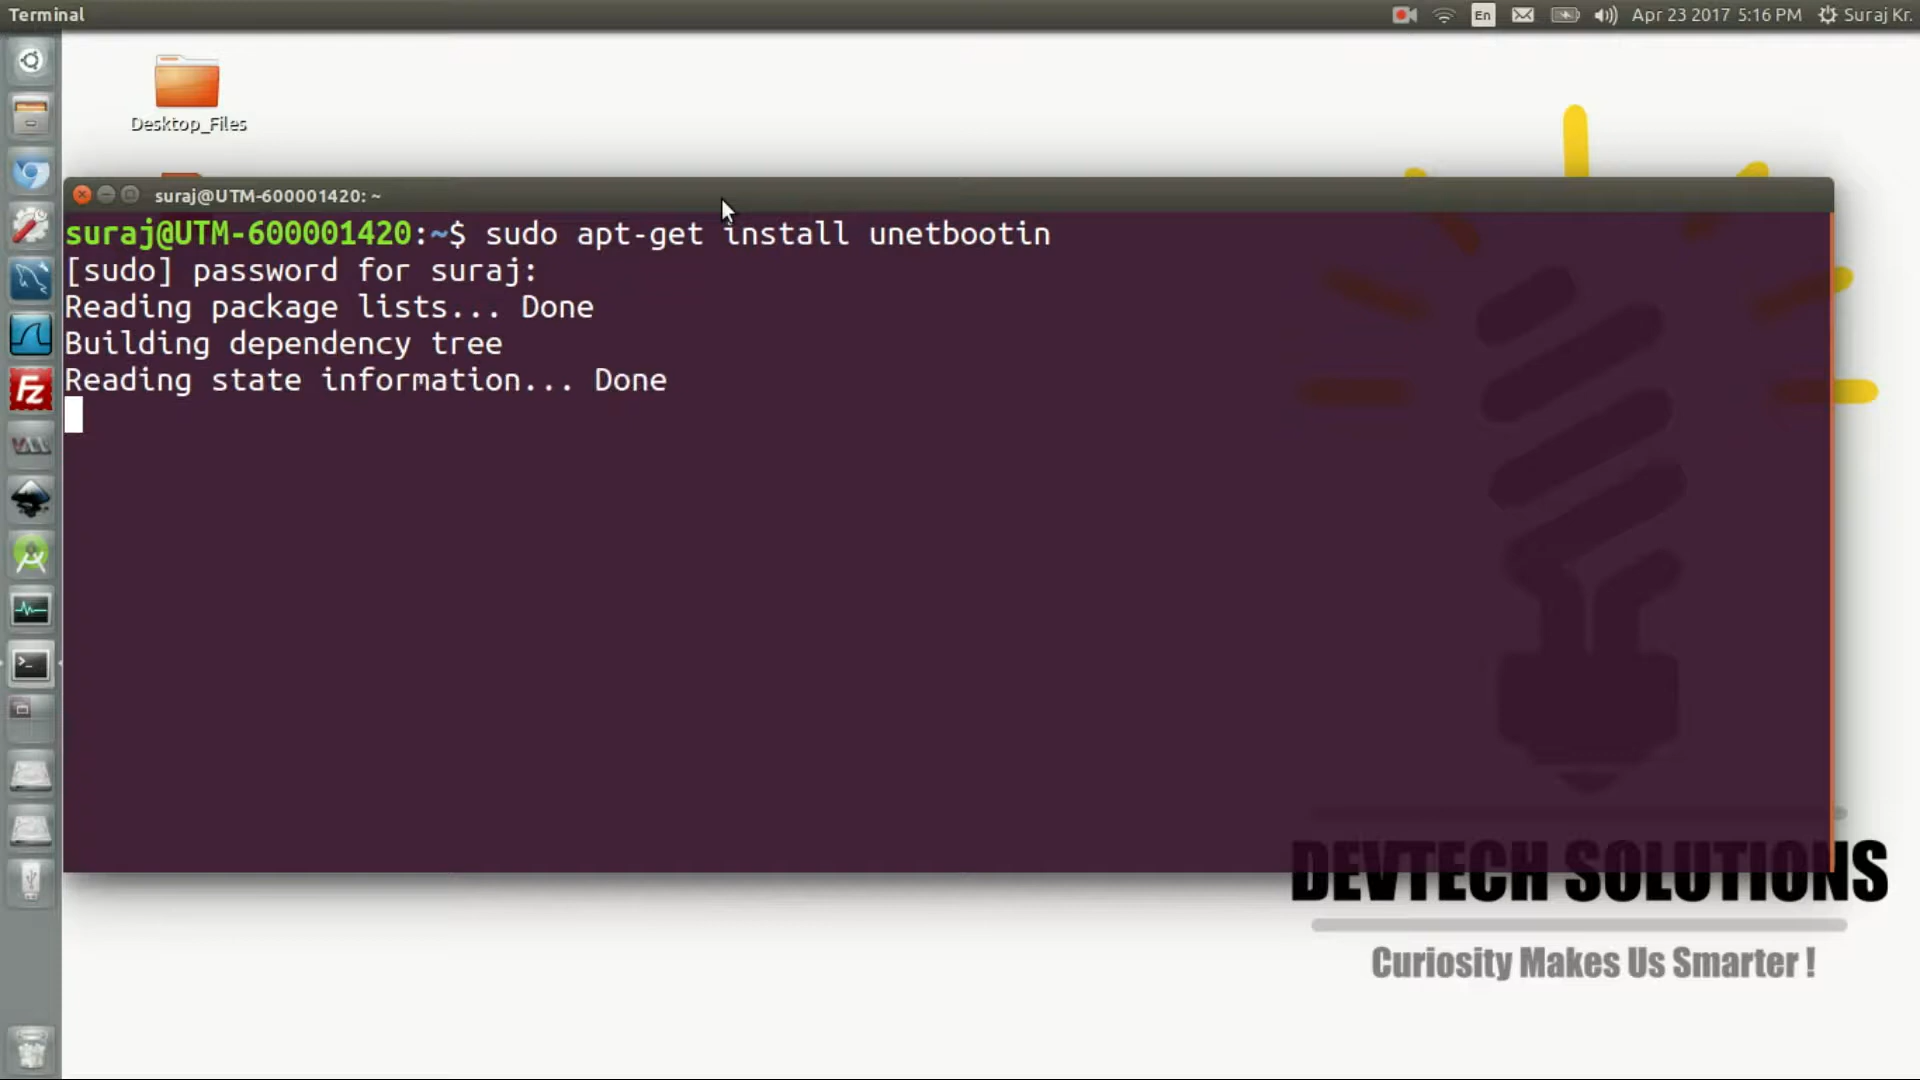 Terminal
En
Apr 23 2017 5:16 PM
Suraj Kr.
Desktop_Files
suraj@UTM-600001420: ~
suraj@UTM-600001420:~$ sudo apt-get install unetbootin
[sudo] password for suraj:
Reading package lists... Done
Building dependency tree
Reading state information... Done
Fz
DEVTECH SOLUTIONS
Curiosity Makes Us Smarter !